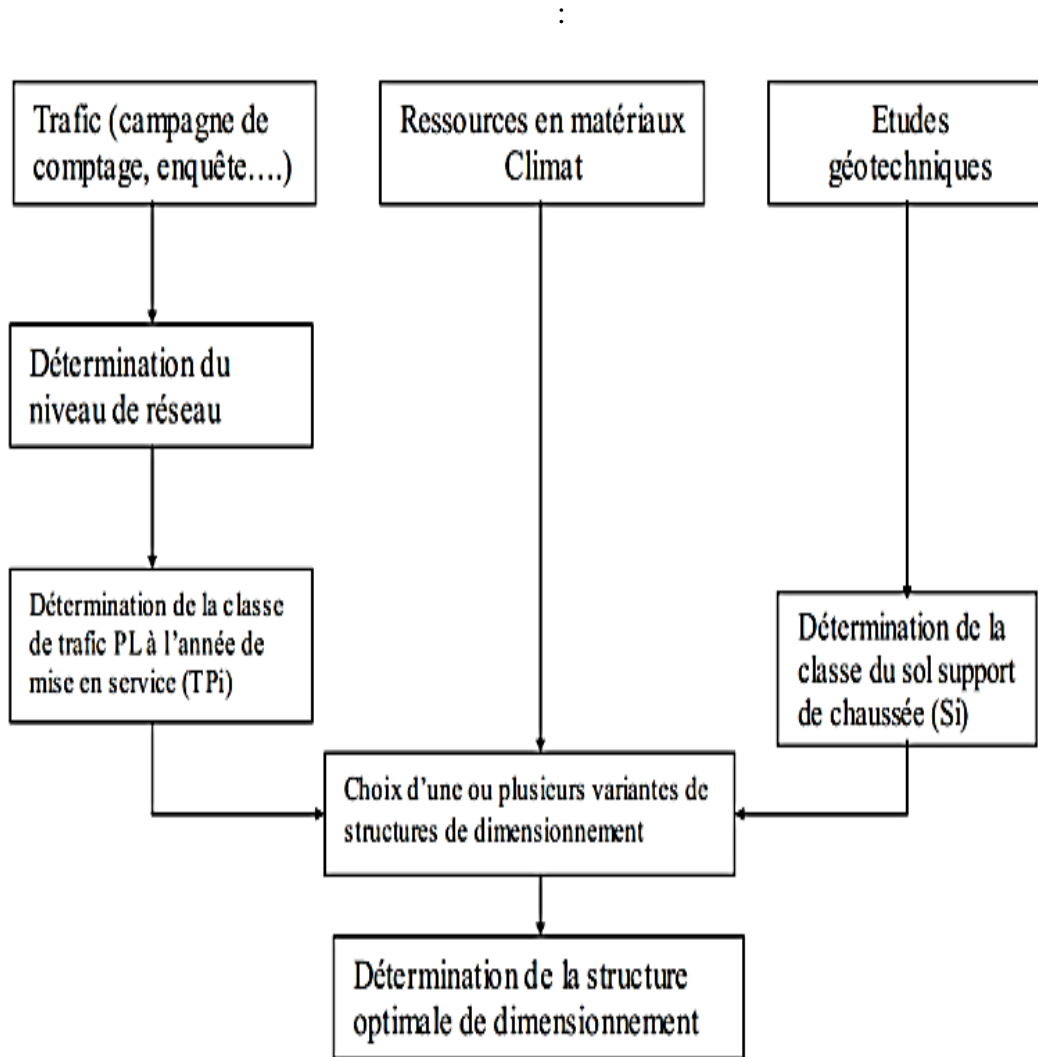 :
Trafic (campagne de
comptage, enquête….)
Ressources en matériaux
Climat
Etudes
géotechniques
Détermination du
niveau de réseau
Détermination de la classe
de trafic PL à l'année de
mise en service (TPi)
Détermination de la
classe du sol support
de chaussée (Si)
Choix d'une ou plusieurs variantes de
structures de dimensionnement
Détermination de la structure
optimale de dimensionnement